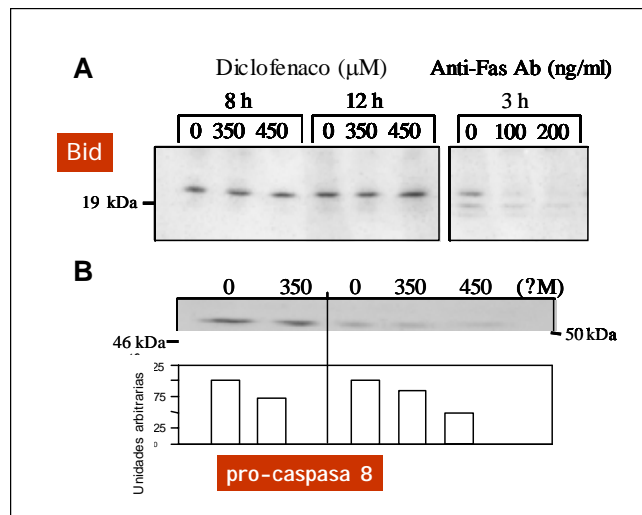 A
Diclofenaco (µM)
Anti-Fas Ab (ng/ml)
8 h
12 h
3 h
0 350 450
0 350 450
0 100 200
Bid
19 kDa
B
0 350
0 350 450 (?M)
46 kDa
50 kDa
Unidades arbitrarias
25
75
0
pro-caspasa 8